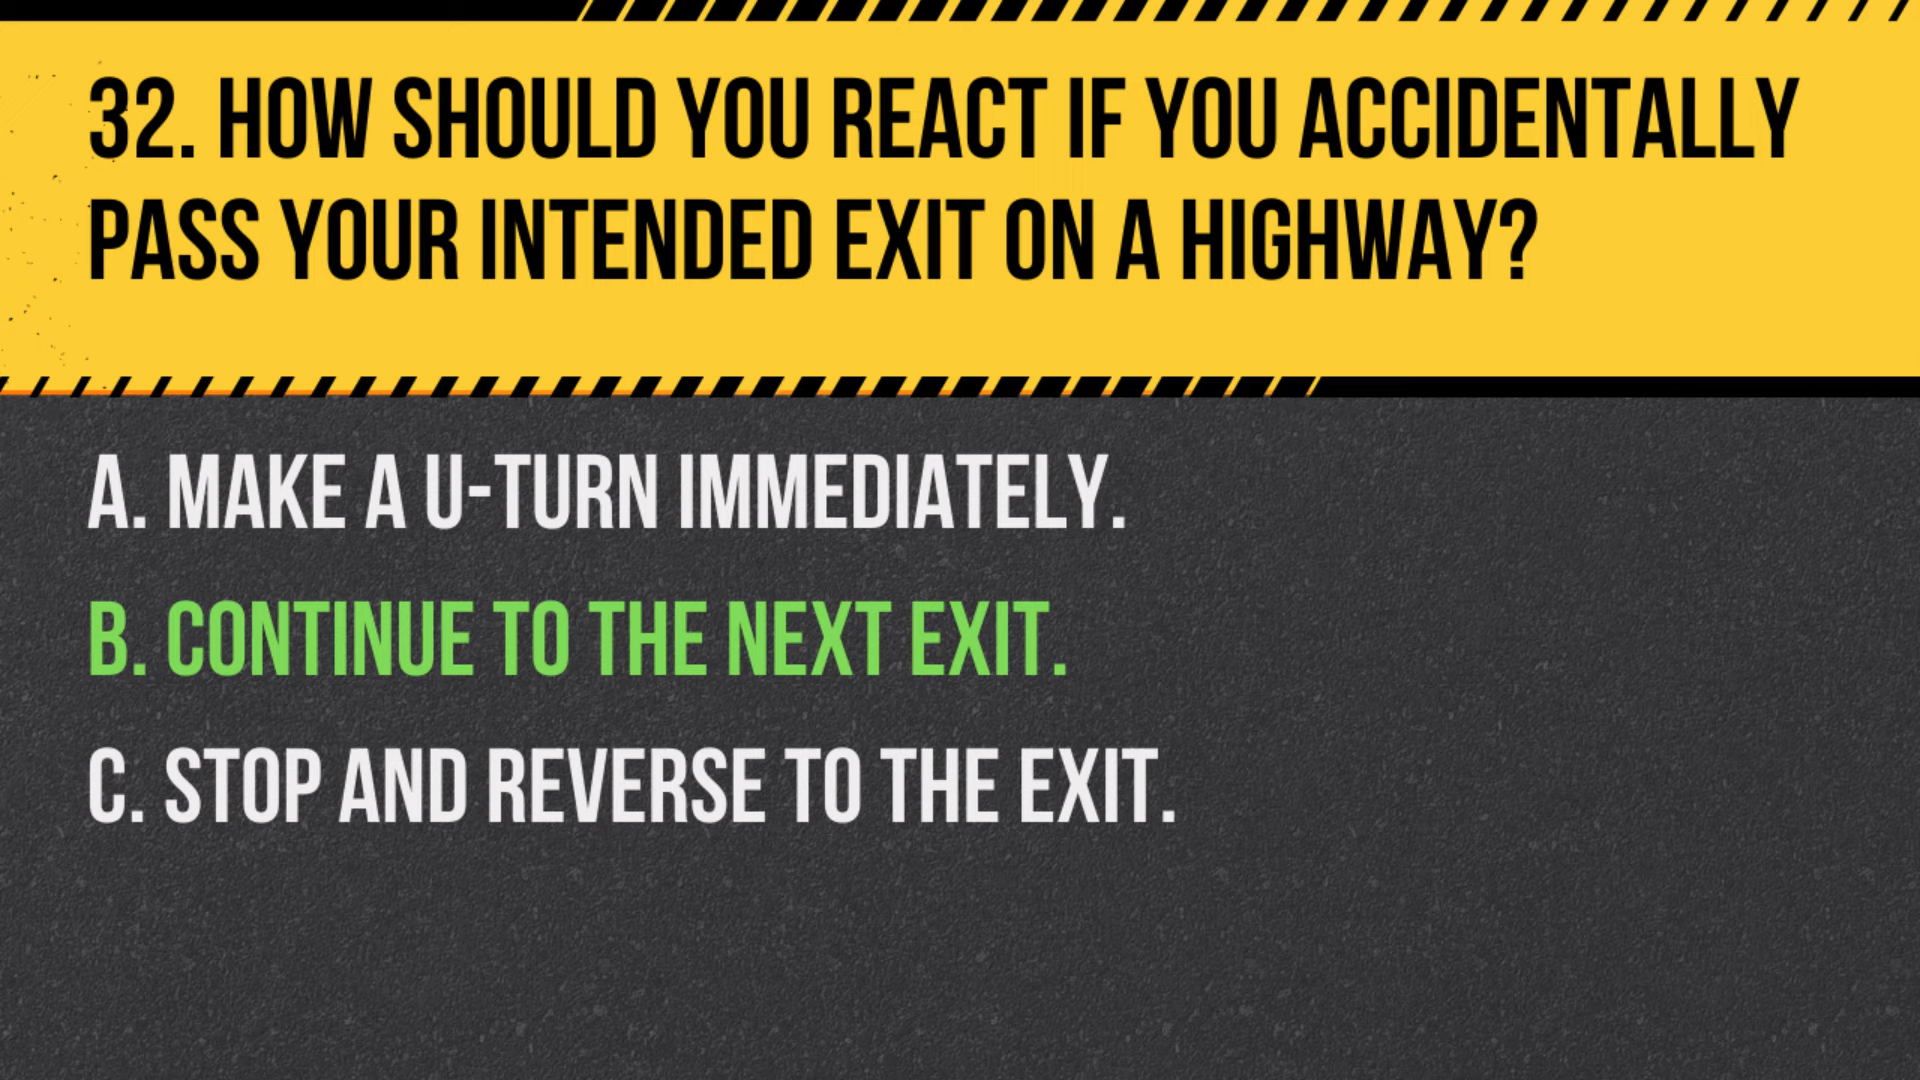 32. HOW SHOULD YOU REACT IF YOU ACCIDENTALLY
PASS YOUR INTENDED EXIT ON A HIGHWAY?
A. MAKE A U-TURN IMMEDIATELY.
B. CONTINUE TO THE NEXT EXIT.
C. STOP AND REVERSE TO THE EXIT.